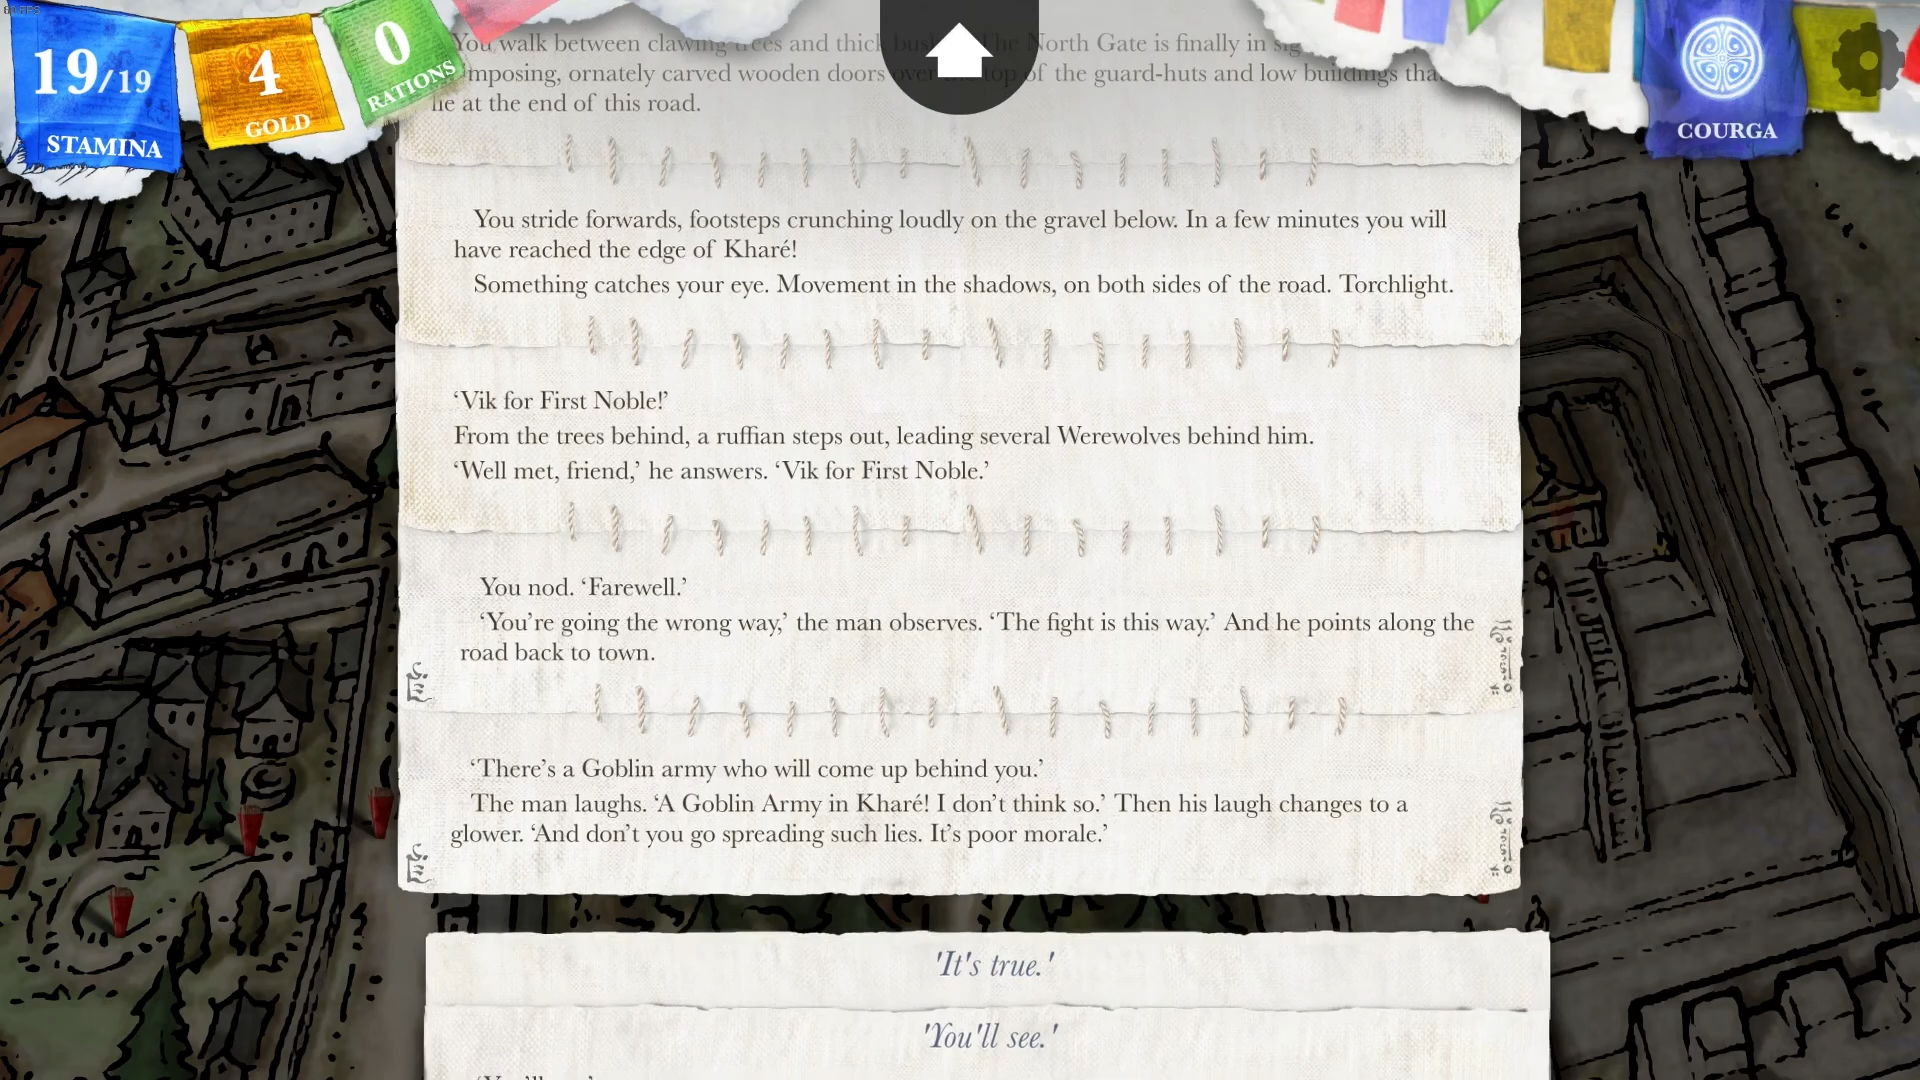 60 FPS
19/19
STAMINA
4
GOLD
0
RATIONS
COURGA
You walk between clawing trees and thick The North Gate is finally in
imposing, ornately carved wooden doors over the top of the guard-huts and low buildings
lie at the end of this road.
You stride forwards, footsteps crunching loudly on the gravel below. In a few minutes you will
have reached the edge of Kharé!
Something catches your eye. Movement in the shadows, on both sides of the road. Torchlight.
‘Vik for First Noble!’
From the trees behind, a ruffian steps out, leading several Werewolves behind him.
‘Well met, friend,’ he answers. ‘Vik for First Noble.’
You nod. ‘Farewell.’
‘You’re going the wrong way,’ the man observes. ‘The fight is this way.’ And he points along the
road back to town.
‘There’s a Goblin army who will come up behind you.’
The man laughs. ‘A Goblin Army in Kharé! I don’t think so.’ Then his laugh changes to a
glower. ‘And don’t you go spreading such lies. It’s poor morale.’
'It's true.'
'You'll see.'